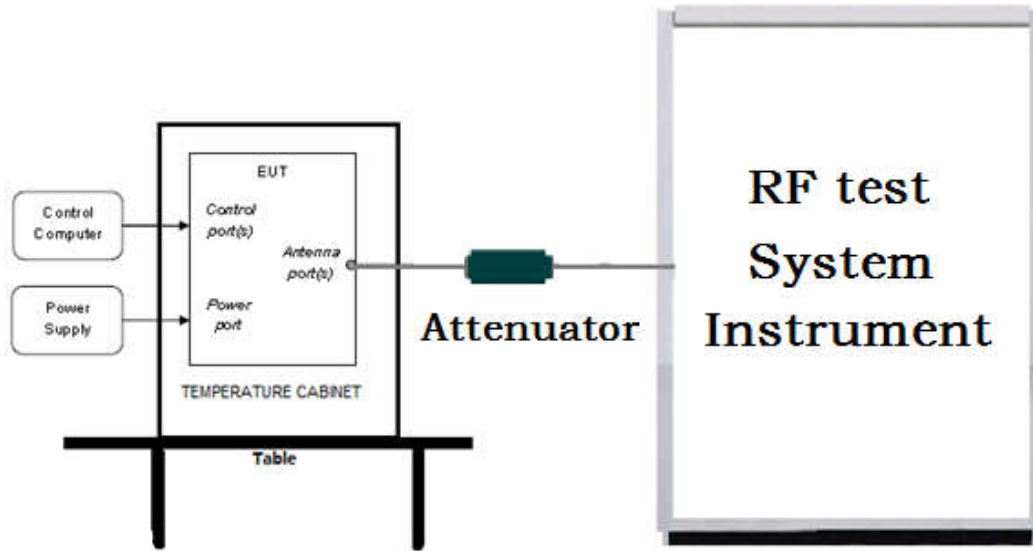 Control
Computer
Power
Supply
EUT
Control
port(s)
Antenna
port(s)
Power
port
TEMPERATURE CABINET
Table
Attenuator
RF test
System
Instrument